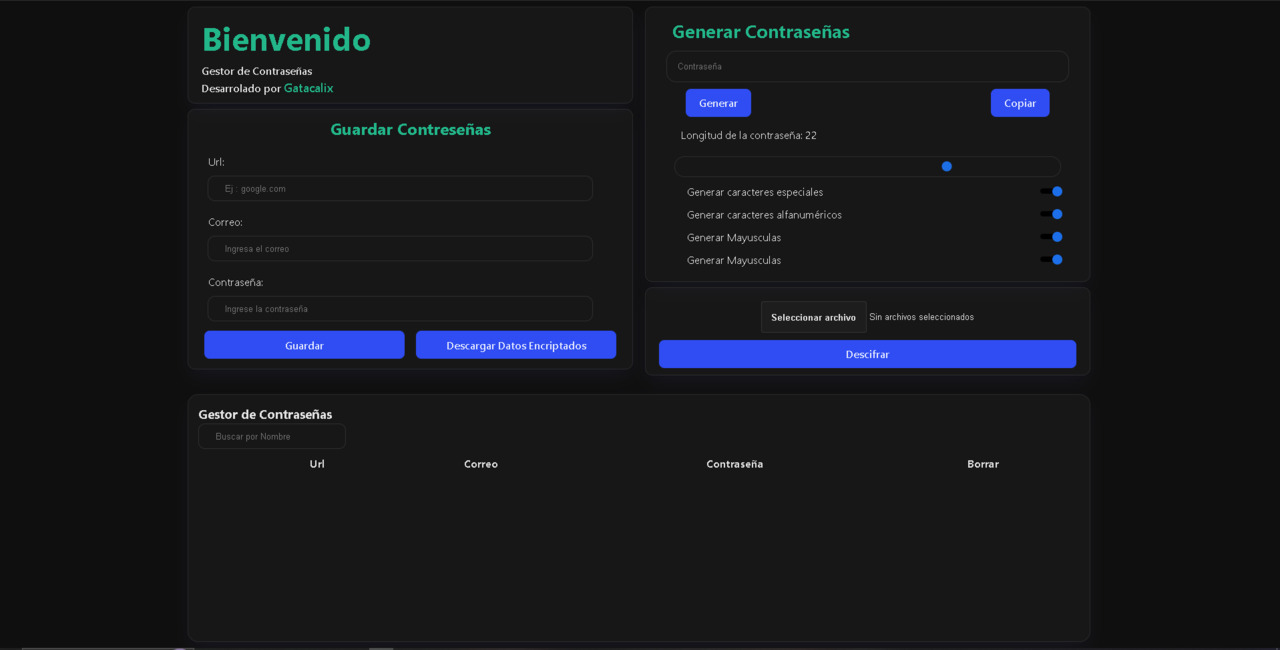 Bienvenido
Gestor de Contraseñas
Desarrolado por Gatacalix
Guardar Contreseñas
Url:
Ej : google.com
Correo:
Ingresa el correo
Contraseña:
Ingrese la contraseña
Guardar
Descargar Datos Encriptados
Generar Contraseñas
Contraseña
Generar
Copiar
Longitud de la contraseña: 22
Generar caracteres especiales
Generar caracteres alfanuméricos
Generar Mayusculas
Generar Mayusculas
Seleccionar archivo Sin archivos seleccionados
Descifrar
Gestor de Contraseñas
Buscar por Nombre
Url Correo Contraseña Borrar